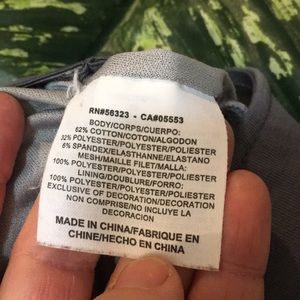 RN#56323 - CA#05553
BODY/CORPS/CUERPO:
62% COTTON/COTON/ALGODON
32% POLYESTER/POLYESTER/POLIESTER
6% SPANDEX/ELASTHANNE/ELASTANO
MESH/MAILLE FILET/MALLA:
100% POLYESTER/POLYESTER/POLIESTER
LINING/DOUBLURE/FORRO:
100% POLYESTER/POLYESTER/POLIESTER
EXCLUSIVE OF DECORATION/DECORATION
NON COMPRISE/NO INCLUYE LA
DECORACION
MADE IN CHINA/FABRIQUE EN
CHINE/HECHO EN CHINA